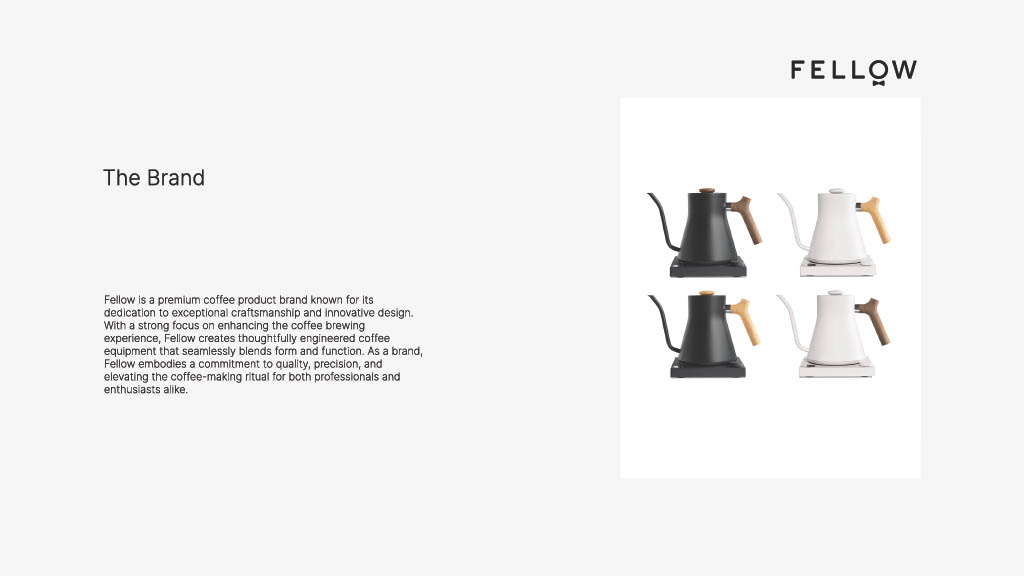 FELLOW
The Brand
Fellow is a premium coffee product brand known for its
dedication to exceptional craftsmanship and innovative design.
With a strong focus on enhancing the coffee brewing
experience, Fellow creates thoughtfully engineered coffee
equipment that seamlessly blends form and function. As a brand,
Fellow embodies a commitment to quality, precision, and
elevating the coffee-making ritual for both professionals and
enthusiasts alike.